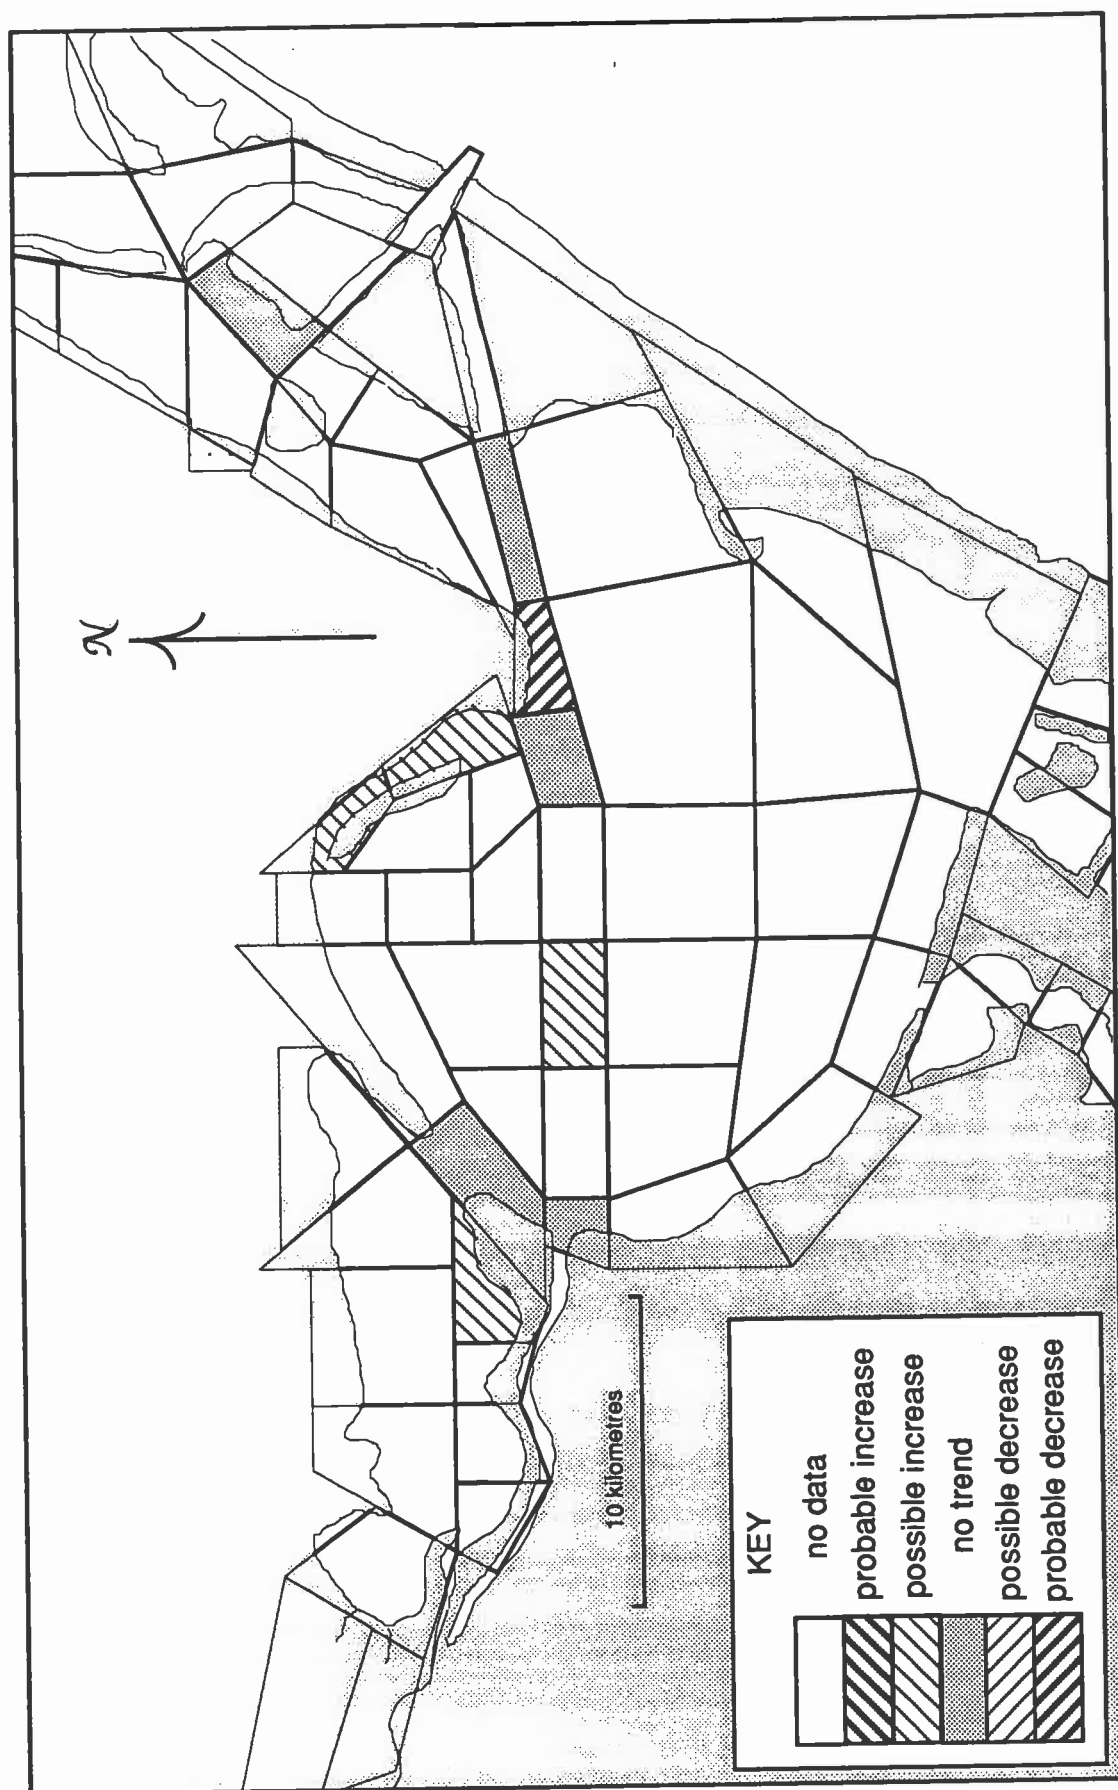 N
10 kilometres
KEY
no data
probable increase
possible increase
no trend
possible decrease
probable decrease